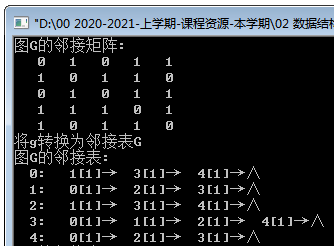 "D:\00 2020-2021-上学期-课程资源-本学期\02 数据结构
图G的邻接矩阵:
0 1 0 1 1
1 0 1 1 0
0 1 0 1 1
1 1 1 0 1
1 0 1 1 0
将g转换为邻接表G
图G的邻接表:
0: 1[1]→ 3[1]→ 4[1]→∧
1: 0[1]→ 2[1]→ 3[1]→∧
2: 1[1]→ 3[1]→ 4[1]→∧
3: 0[1]→ 1[1]→ 2[1]→ 4[1]→∧
4: 0[1]→ 2[1]→ 3[1]→∧